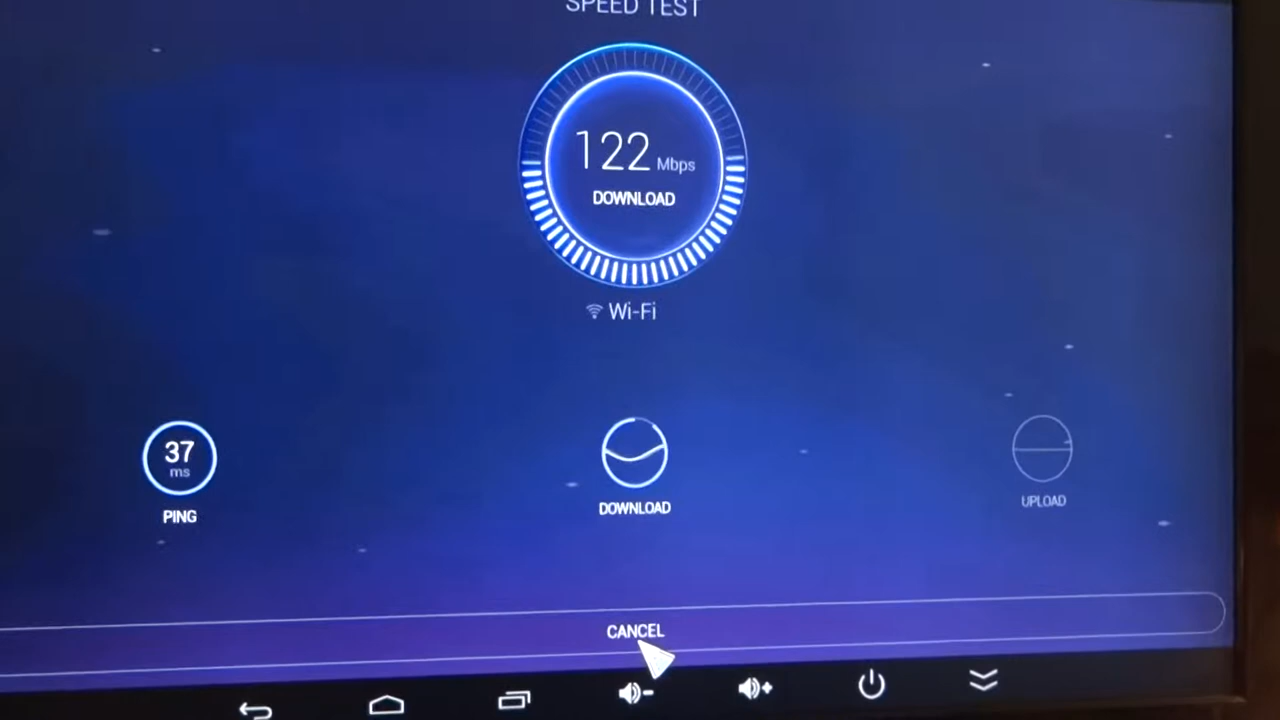 SPEED TEST
122 Mbps
DOWNLOAD
Wi-Fi
37
ms
PING
DOWNLOAD
UPLOAD
CANCEL